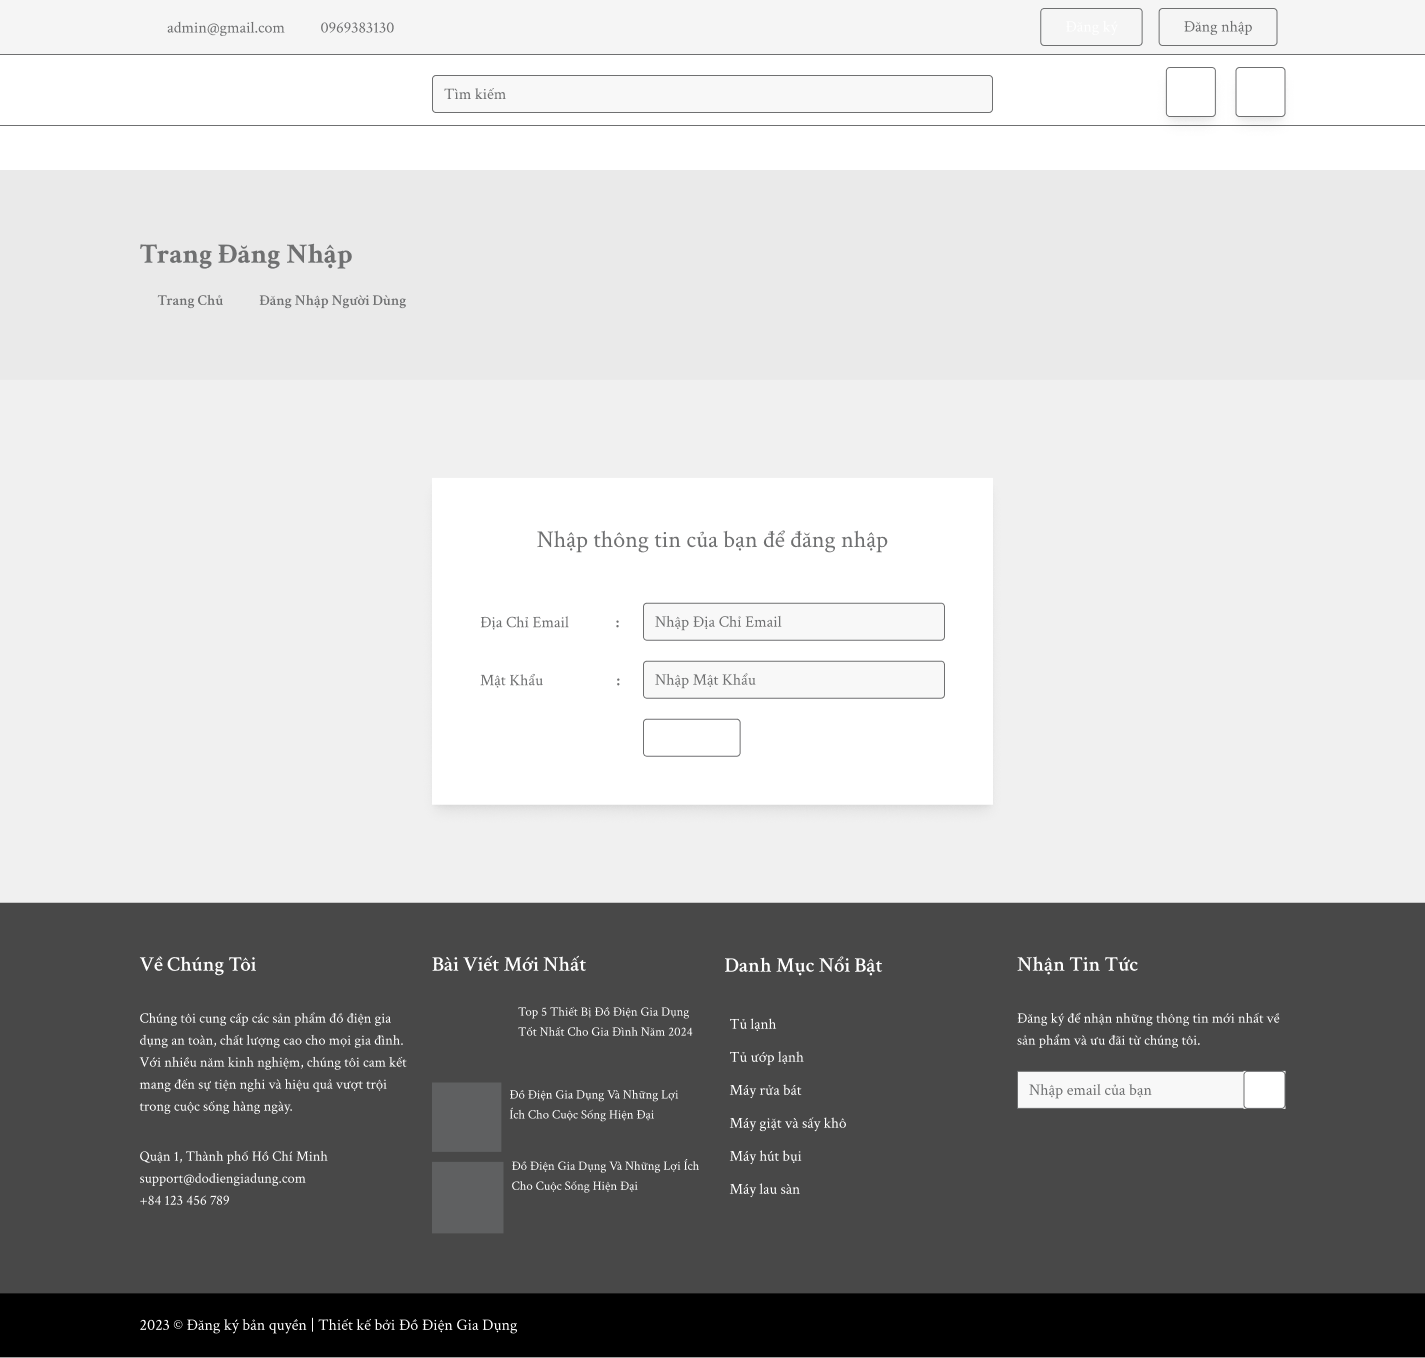 admin@gmail.com
0969383130
Đăng ký
Đăng nhập
Tìm kiếm
Trang Đăng Nhập
Trang Chủ
Đăng Nhập Người Dùng
Nhập thông tin của bạn để đăng nhập
Địa Chỉ Email :
Nhập Địa Chỉ Email
Mật Khẩu :
Nhập Mật Khẩu
Về Chúng Tôi
Chúng tôi cung cấp các sản phẩm đồ điện gia
dụng an toàn, chất lượng cao cho mọi gia đình.
Với nhiều năm kinh nghiệm, chúng tôi cam kết
mang đến sự tiện nghi và hiệu quả vượt trội
trong cuộc sống hàng ngày.
Quận 1, Thành phố Hồ Chí Minh
support@dodiengiadung.com
+84 123 456 789
Bài Viết Mới Nhất
Top 5 Thiết Bị Đồ Điện Gia Dụng
Tốt Nhất Cho Gia Đình Năm 2024
Đồ Điện Gia Dụng Và Những Lợi
Ích Cho Cuộc Sống Hiện Đại
Đồ Điện Gia Dụng Và Những Lợi Ích
Cho Cuộc Sống Hiện Đại
Danh Mục Nổi Bật
Tủ lạnh
Tủ ướp lạnh
Máy rửa bát
Máy giặt và sấy khô
Máy hút bụi
Máy lau sàn
Nhận Tin Tức
Đăng ký để nhận những thông tin mới nhất về
sản phẩm và ưu đãi từ chúng tôi.
Nhập email của bạn
2023 © Đăng ký bản quyền | Thiết kế bởi Đồ Điện Gia Dụng